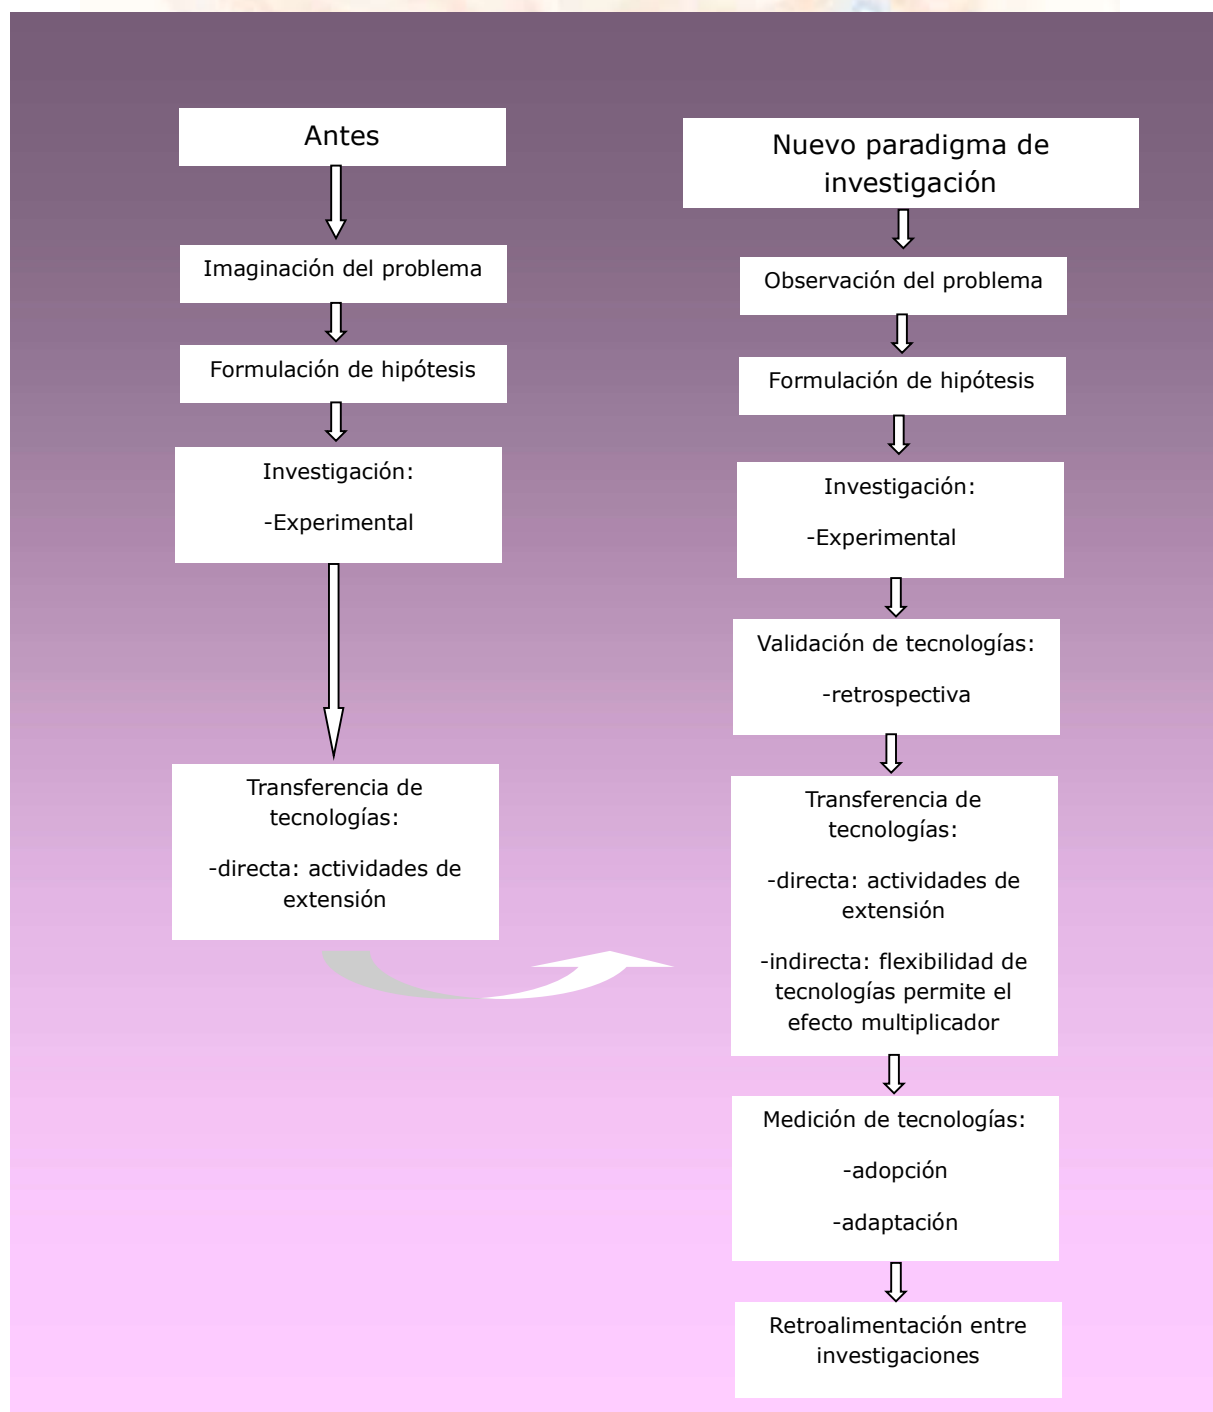 Antes
Imaginación del problema
Formulación de hipótesis
Investigación:
-Experimental
Transferencia de
tecnologías:
-directa: actividades de
extensión
Nuevo paradigma de
investigación
Observación del problema
Formulación de hipótesis
Investigación:
-Experimental
Validación de tecnologías:
-retrospectiva
Transferencia de
tecnologías:
-directa: actividades de
extensión
-indirecta: flexibilidad de
tecnologías permite el
efecto multiplicador
Medición de tecnologías:
-adopción
-adaptación
Retroalimentación entre
investigaciones